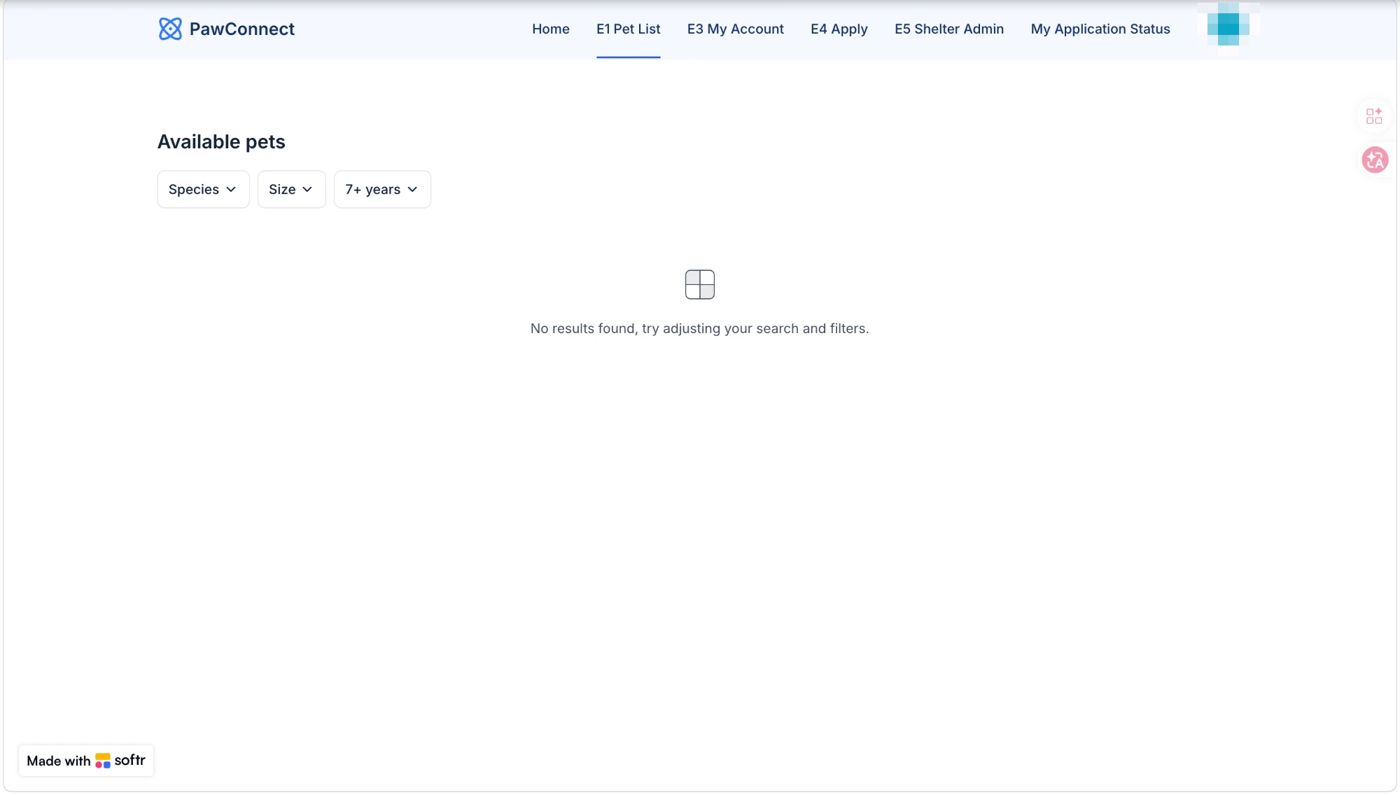 PawConnect
Home E1 Pet List E3 My Account E4 Apply E5 Shelter Admin My Application Status
Available pets
Species Size 7+ years
No results found, try adjusting your search and filters.
Made with softr